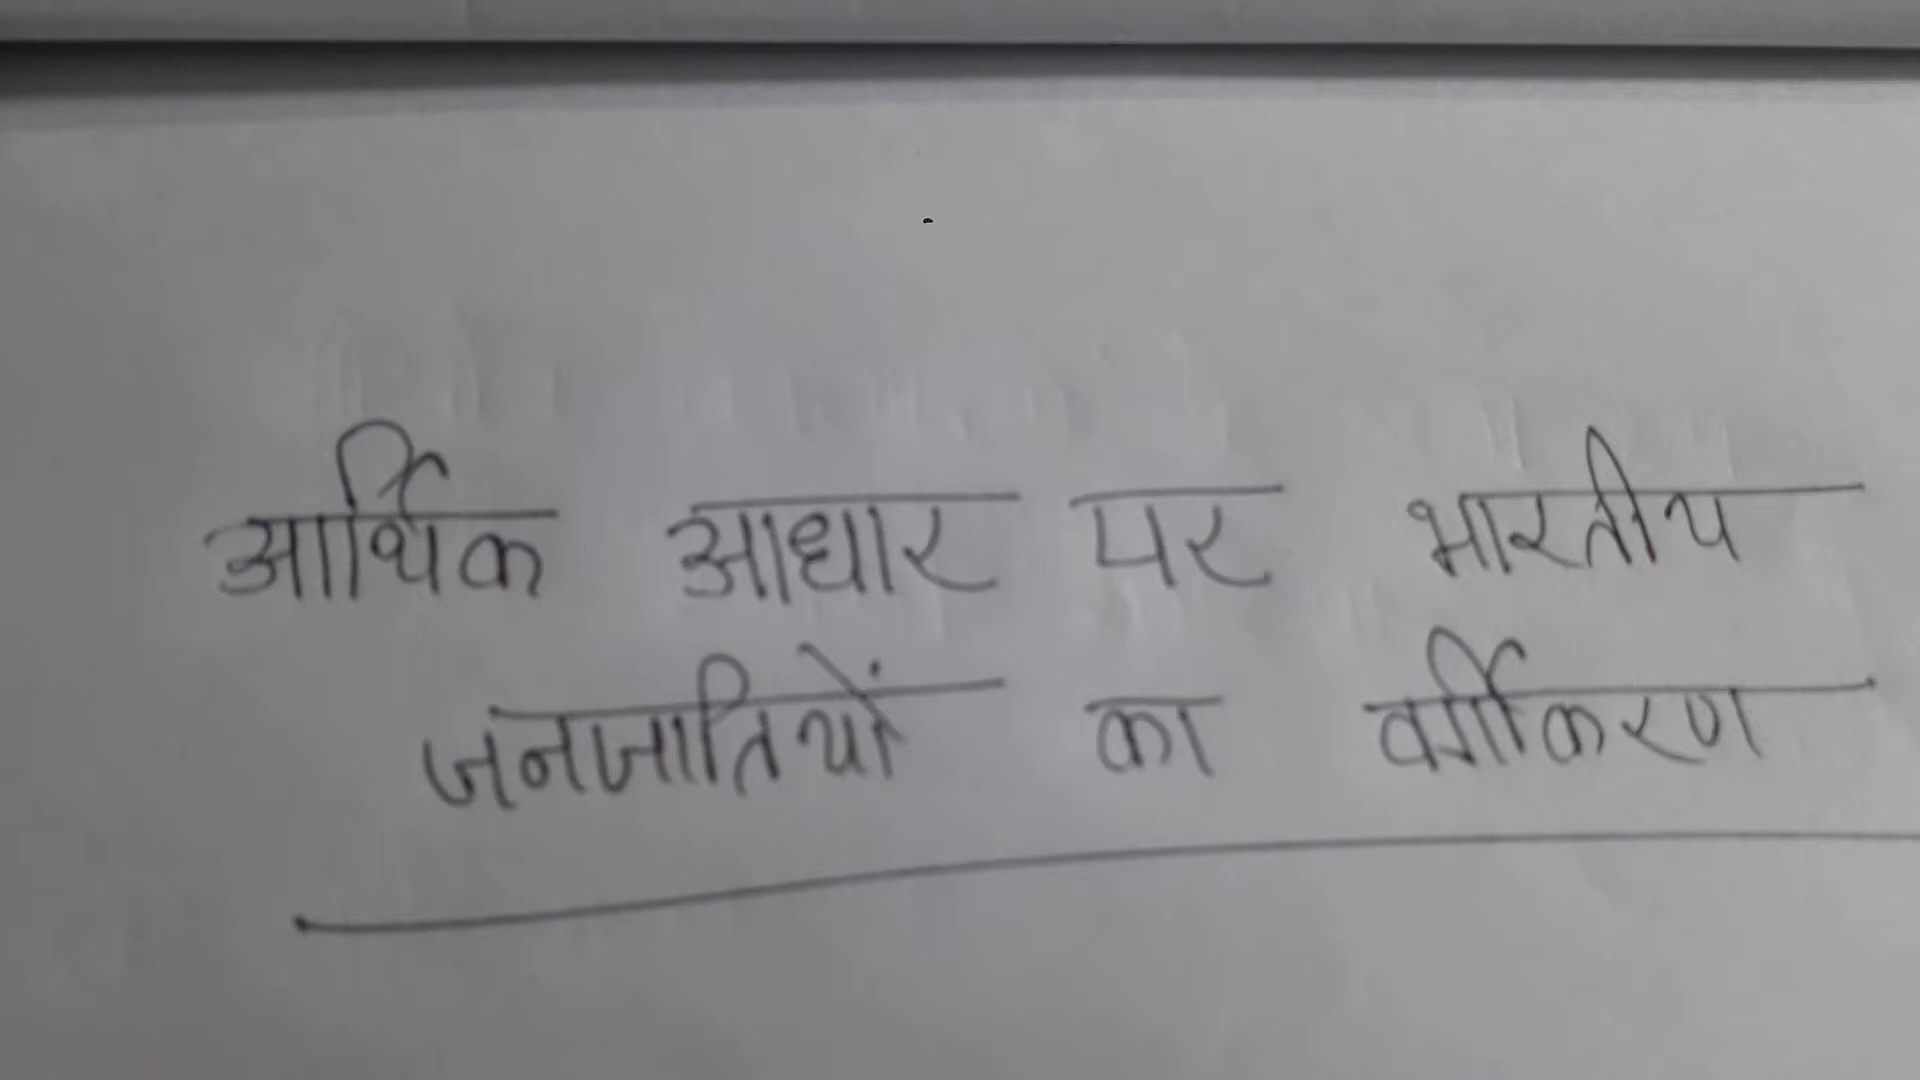 आर्थिक आधार पर भारतीय
जनजातियों का वर्गीकरण